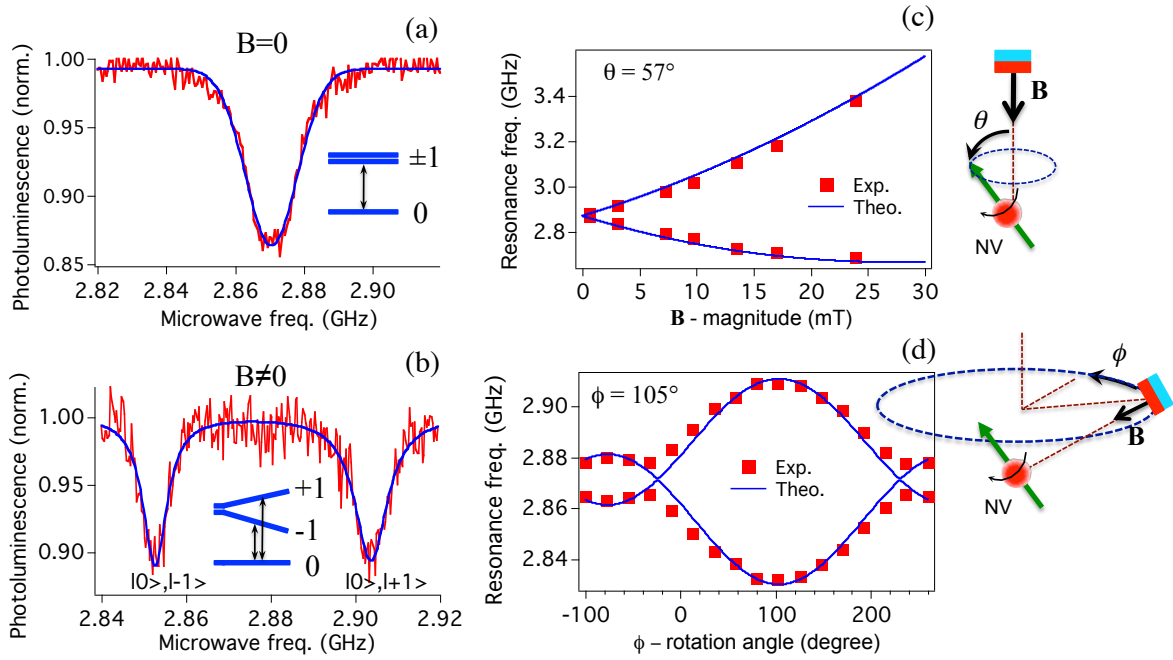 (a)
B=0
Photoluminescence (norm.)
1.00
0.95
0.90
0.85
±1
0
2.82
2.84
2.86
2.88
2.90
Microwave freq. (GHz)
(b)
B≠0
Photoluminescence (norm.)
1.00
0.95
0.90
+1
-1
0
|0>,|-1>
|0>,|+1>
2.84
2.86
2.88
2.90
2.92
Microwave freq. (GHz)
(c)
θ = 57°
Resonance freq. (GHz)
3.4
3.2
3.0
2.8
Exp.
Theo.
0
5
10
15
20
25
30
B - magnitude (mT)
B
θ
NV
(d)
ϕ = 105°
Resonance freq. (GHz)
2.90
2.88
2.86
2.84
Exp.
Theo.
-100
0
100
200
ϕ – rotation angle (degree)
ϕ
B
NV